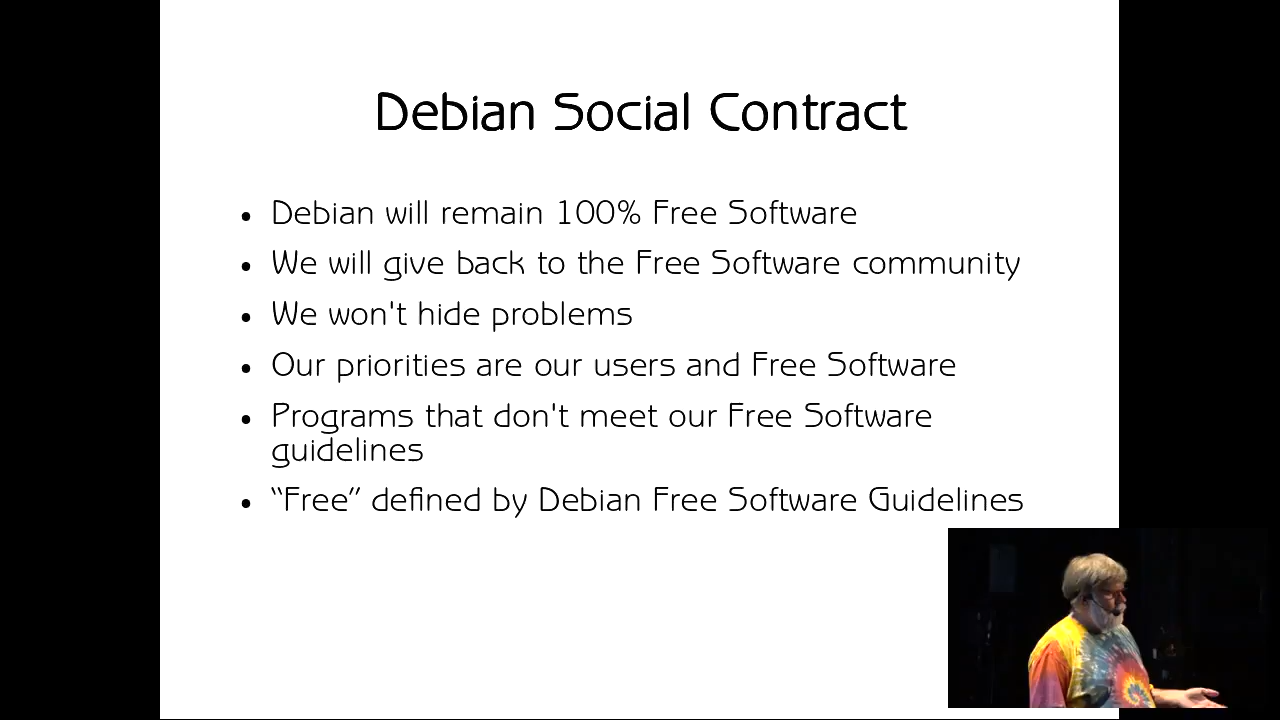 Debian Social Contract
• Debian will remain 100% Free Software
• We will give back to the Free Software community
• We won't hide problems
• Our priorities are our users and Free Software
• Programs that don't meet our Free Software
guidelines
• “Free” defined by Debian Free Software Guidelines